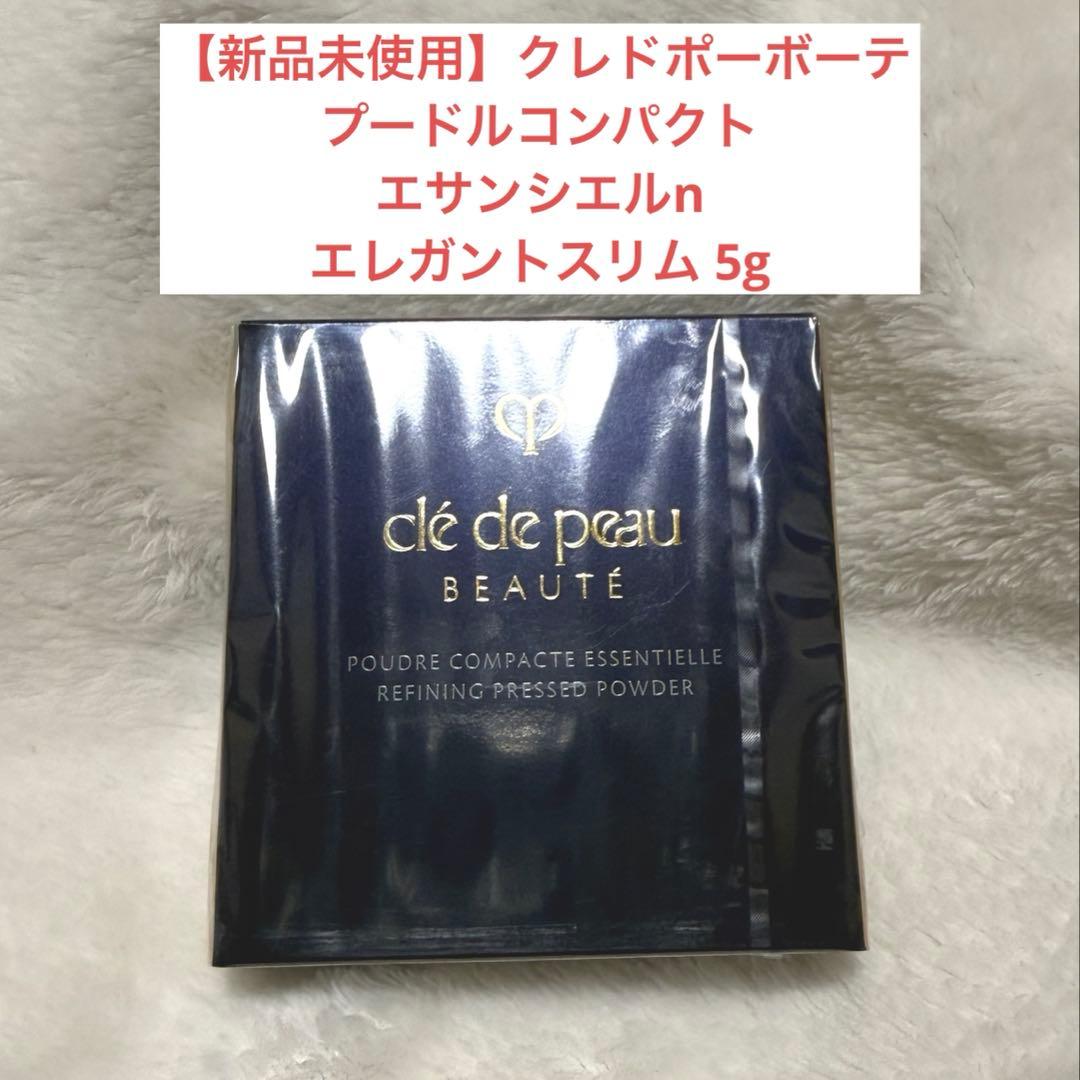 【新品未使用】クレドポーボーテ
プードルコンパクト
エサンシエルn
エレガントスリム 5g
clé de peau
BEAUTÉ
POUDRE COMPACTE ESSENTIELLE
REFINING PRESSED POWDER